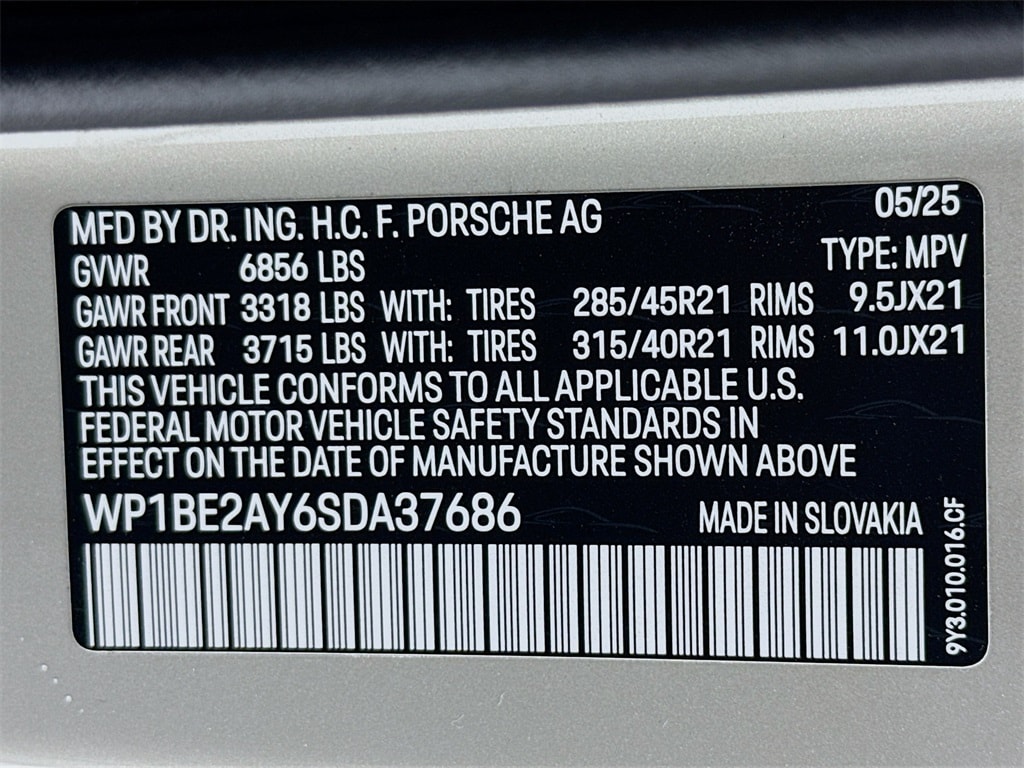 MFD BY DR. ING. H.C. F. PORSCHE AG 05/25
TYPE: MPV
GVWR 6856 LBS
GAWR FRONT 3318 LBS WITH: TIRES 285/45R21 RIMS 9.5JX21
GAWR REAR 3715 LBS WITH: TIRES 315/40R21 RIMS 11.0JX21
THIS VEHICLE CONFORMS TO ALL APPLICABLE U.S.
FEDERAL MOTOR VEHICLE SAFETY STANDARDS IN
EFFECT ON THE DATE OF MANUFACTURE SHOWN ABOVE
WP1BE2AY6SDA37686 MADE IN SLOVAKIA
9Y3.010.016.CF